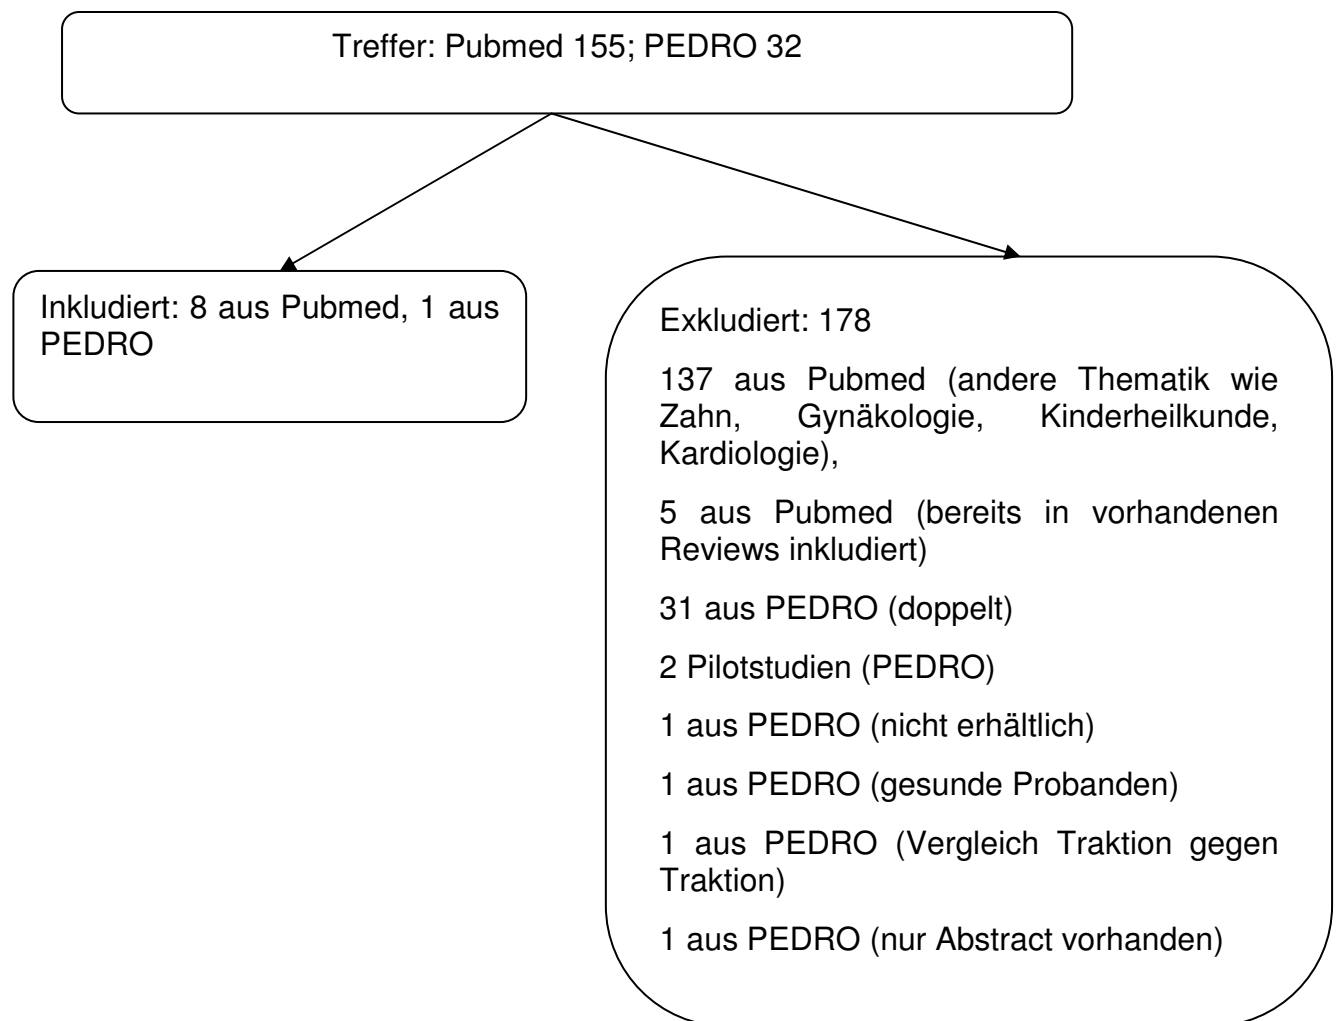 Treffer: Pubmed 155; PEDRO 32
Inkludiert: 8 aus Pubmed, 1 aus
PEDRO
Exkludiert: 178
137 aus Pubmed (andere Thematik wie
Zahn, Gynäkologie, Kinderheilkunde,
Kardiologie),
5 aus Pubmed (bereits in vorhandenen
Reviews inkludiert)
31 aus PEDRO (doppelt)
2 Pilotstudien (PEDRO)
1 aus PEDRO (nicht erhältlich)
1 aus PEDRO (gesunde Probanden)
1 aus PEDRO (Vergleich Traktion gegen
Traktion)
1 aus PEDRO (nur Abstract vorhanden)